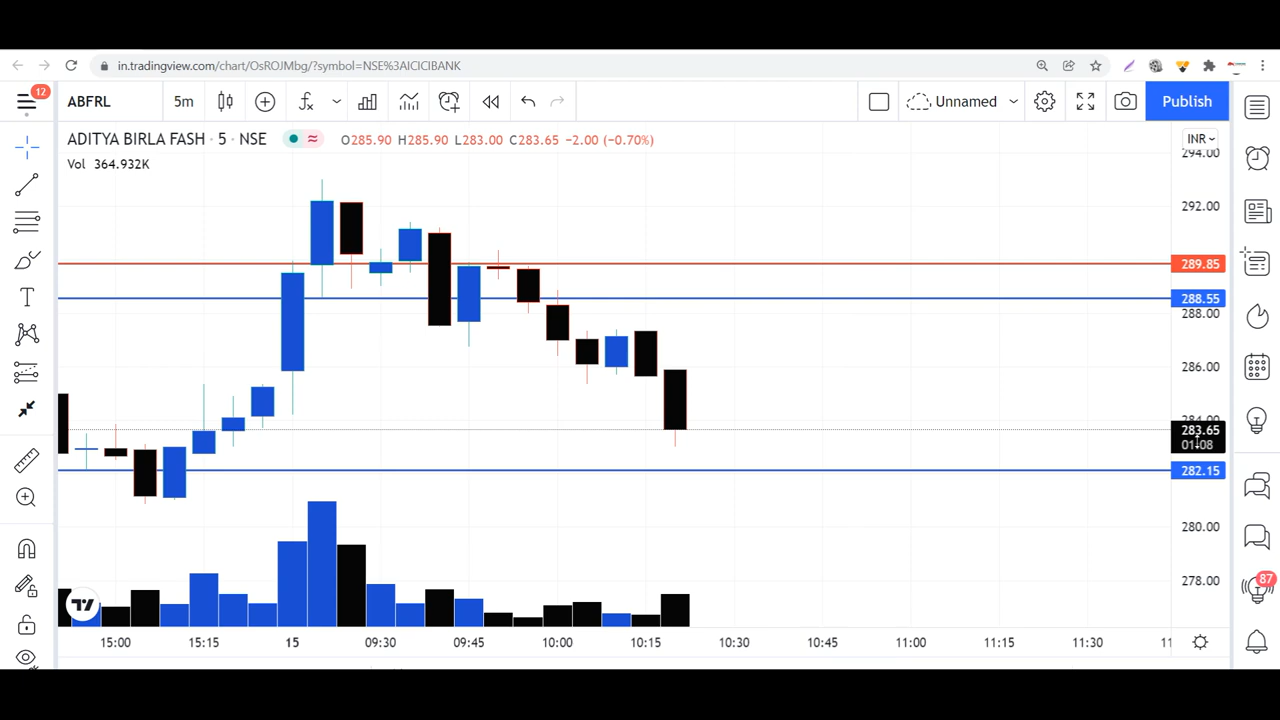 in.tradingview.com/chart/OsROJMbg/?symbol=NSE%3AICICIBANK
12
ABFRL
5m
Unnamed
Publish
ADITYA BIRLA FASH · 5 · NSE
O285.90 H285.90 L283.00 C283.65 −2.00 (−0.70%)
INR
294.00
Vol 364.932K
292.00
289.85
288.55
288.00
286.00
284.00
283.65
01:08
282.15
280.00
278.00
87
15:00 15:15 15 09:30 09:45 10:00 10:15 10:30 10:45 11:00 11:15 11:30 11